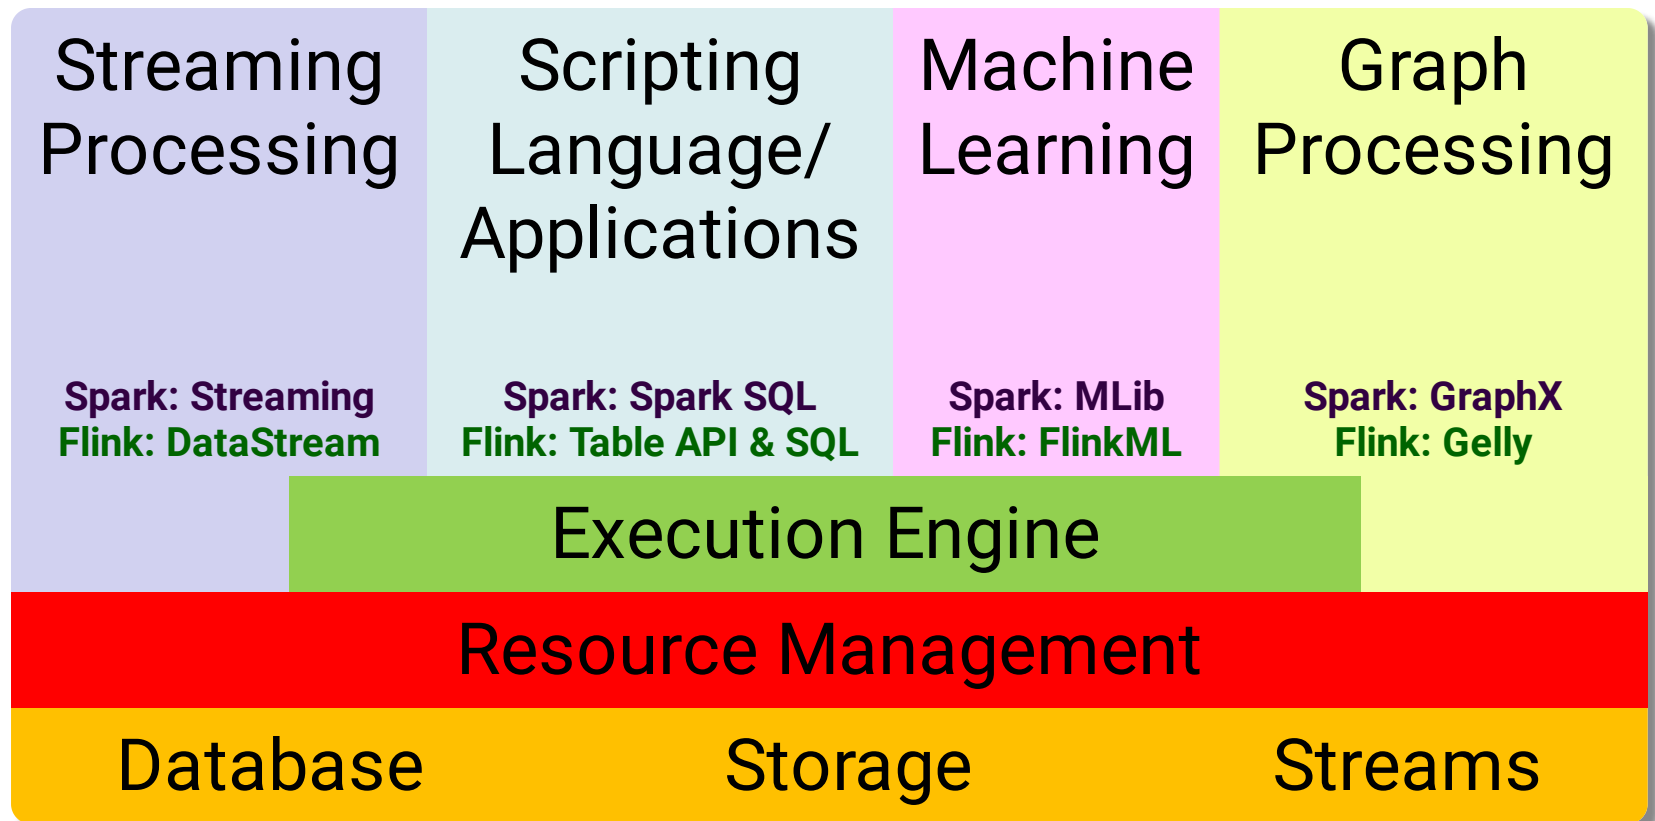 Streaming
Processing
Scripting
Language/
Applications
Machine
Learning
Graph
Processing
Spark: Streaming
Flink: DataStream
Spark: Spark SQL
Flink: Table API & SQL
Spark: MLib
Flink: FlinkML
Spark: GraphX
Flink: Gelly
Execution Engine
Resource Management
Database Storage Streams